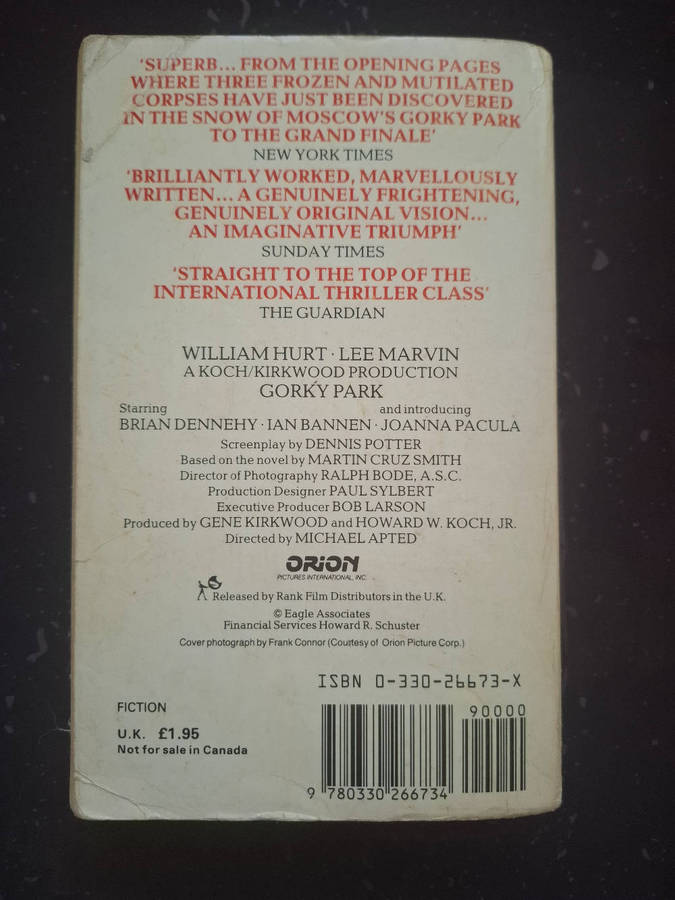 'SUPERB... FROM THE OPENING PAGES
WHERE THREE FROZEN AND MUTILATED
CORPSES HAVE JUST BEEN DISCOVERED
IN THE SNOW OF MOSCOW'S GORKY PARK
TO THE GRAND FINALE'
NEW YORK TIMES
'BRILLIANTLY WORKED, MARVELLOUSLY
WRITTEN... A GENUINELY FRIGHTENING,
GENUINELY ORIGINAL VISION...
AN IMAGINATIVE TRIUMPH'
SUNDAY TIMES
'STRAIGHT TO THE TOP OF THE
INTERNATIONAL THRILLER CLASS'
THE GUARDIAN
WILLIAM HURT · LEE MARVIN
A KOCH/KIRKWOOD PRODUCTION
GORKY PARK
Starring and introducing
BRIAN DENNEHY · IAN BANNEN · JOANNA PACULA
Screenplay by DENNIS POTTER
Based on the novel by MARTIN CRUZ SMITH
Director of Photography RALPH BODE, A.S.C.
Production Designer PAUL SYLBERT
Executive Producer BOB LARSON
Produced by GENE KIRKWOOD and HOWARD W. KOCH, JR.
Directed by MICHAEL APTED
ORION
PICTURES INTERNATIONAL, INC.
Released by Rank Film Distributors in the U.K.
© Eagle Associates
Financial Services Howard R. Schuster
Cover photograph by Frank Connor (Courtesy of Orion Picture Corp.)
ISBN 0-330-26673-X
90000
FICTION
U.K. £1.95
Not for sale in Canada
9 780330 266734